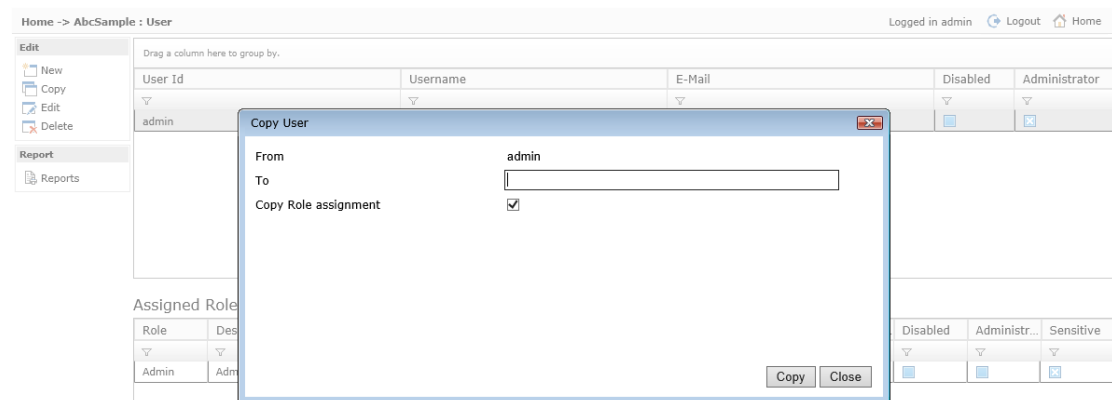 Home -> AbcSample : User
Logged in admin Logout Home
Edit
New
Copy
Edit
Delete
Report
Reports
Drag a column here to group by.
User Id Username E-Mail Disabled Administrator
admin
Copy User
From admin
To
Copy Role assignment
Copy Close
Assigned Role
Role Des Disabled Administr... Sensitive
Admin Adm